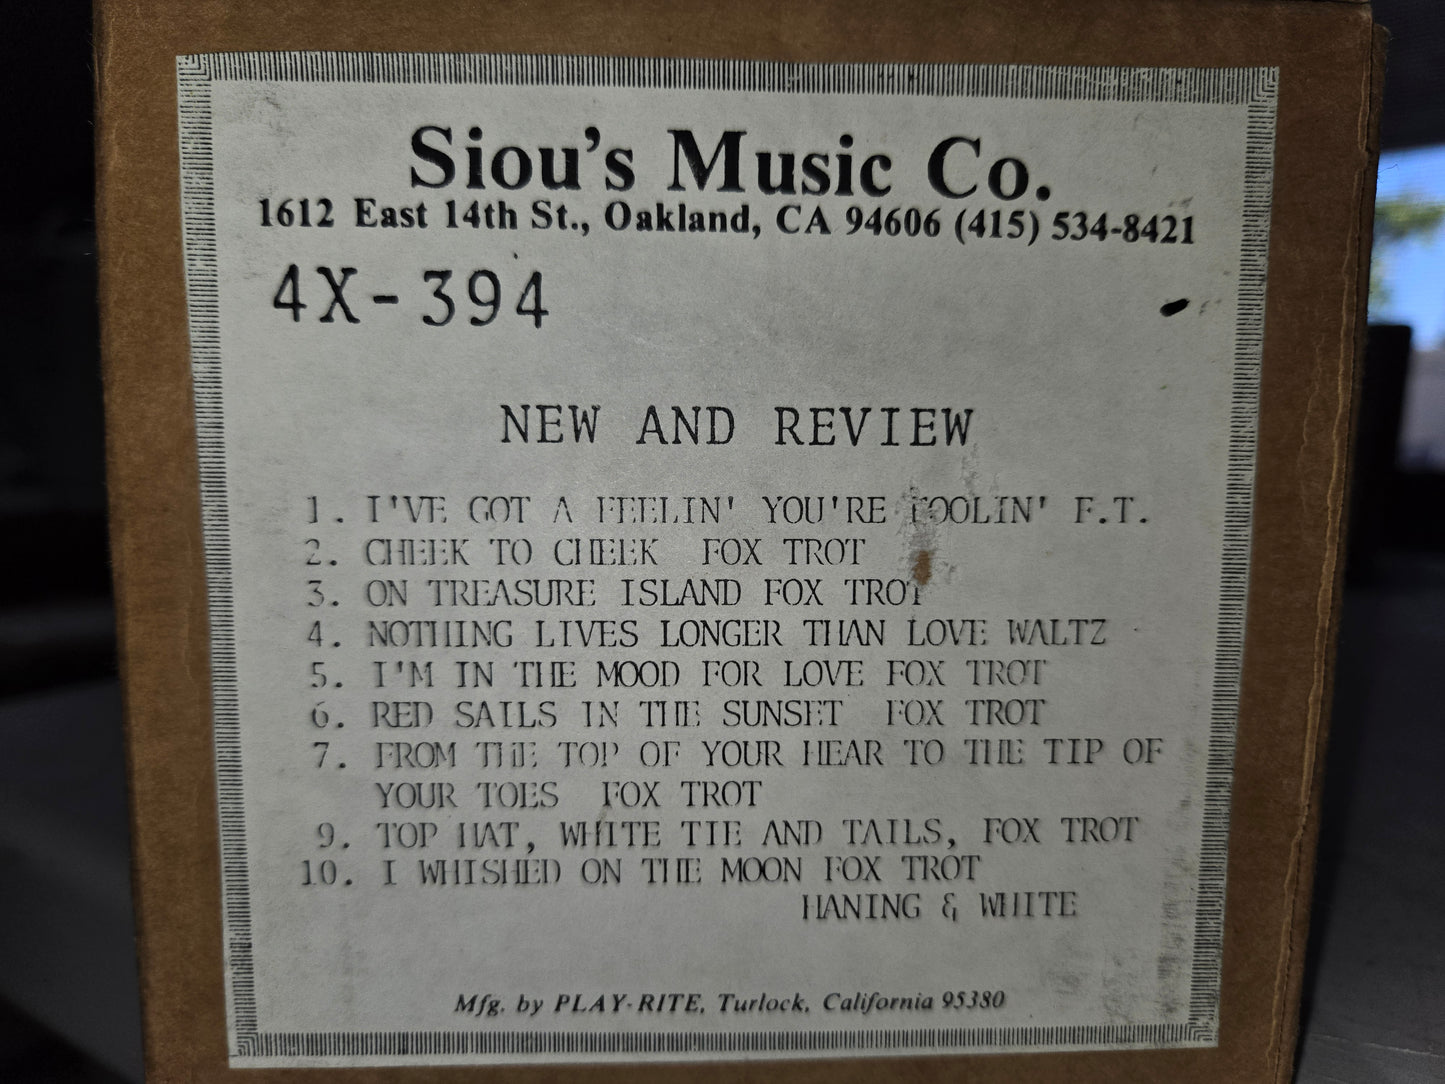 Siou's Music Co.
1612 East 14th St., Oakland, CA 94606 (415) 534-8421
4X-394
NEW AND REVIEW
1. I'VE GOT A FEELIN' YOU'RE FOOLIN' F.T.
2. CHEEK TO CHEEK FOX TROT
3. ON TREASURE ISLAND FOX TROT
4. NOTHING LIVES LONGER THAN LOVE WALTZ
5. I'M IN THE MOOD FOR LOVE FOX TROT
6. RED SAILS IN THE SUNSET FOX TROT
7. FROM THE TOP OF YOUR HEAR TO THE TIP OF
YOUR TOES FOX TROT
9. TOP HAT, WHITE TIE AND TAILS, FOX TROT
10. I WHISHED ON THE MOON FOX TROT
HANING & WHITE
Mfg. by PLAY-RITE, Turlock, California 95380